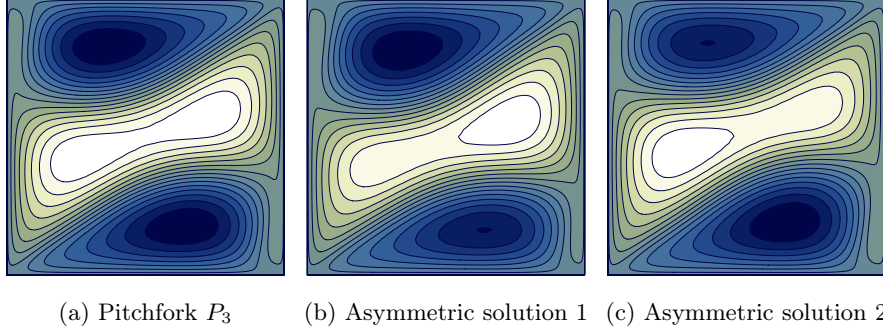 (a) Pitchfork P₃ (b) Asymmetric solution 1 (c) Asymmetric solution 2